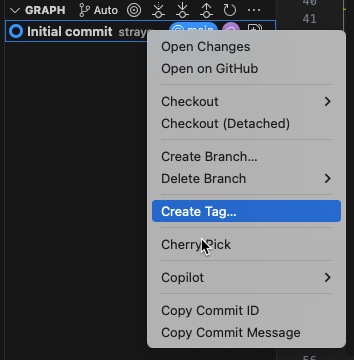 GRAPH
Auto
40
41
Initial commit
main
Open Changes
Open on GitHub
Checkout
Checkout (Detached)
Create Branch...
Delete Branch
Create Tag...
Cherry Pick
Copilot
Copy Commit ID
Copy Commit Message
56